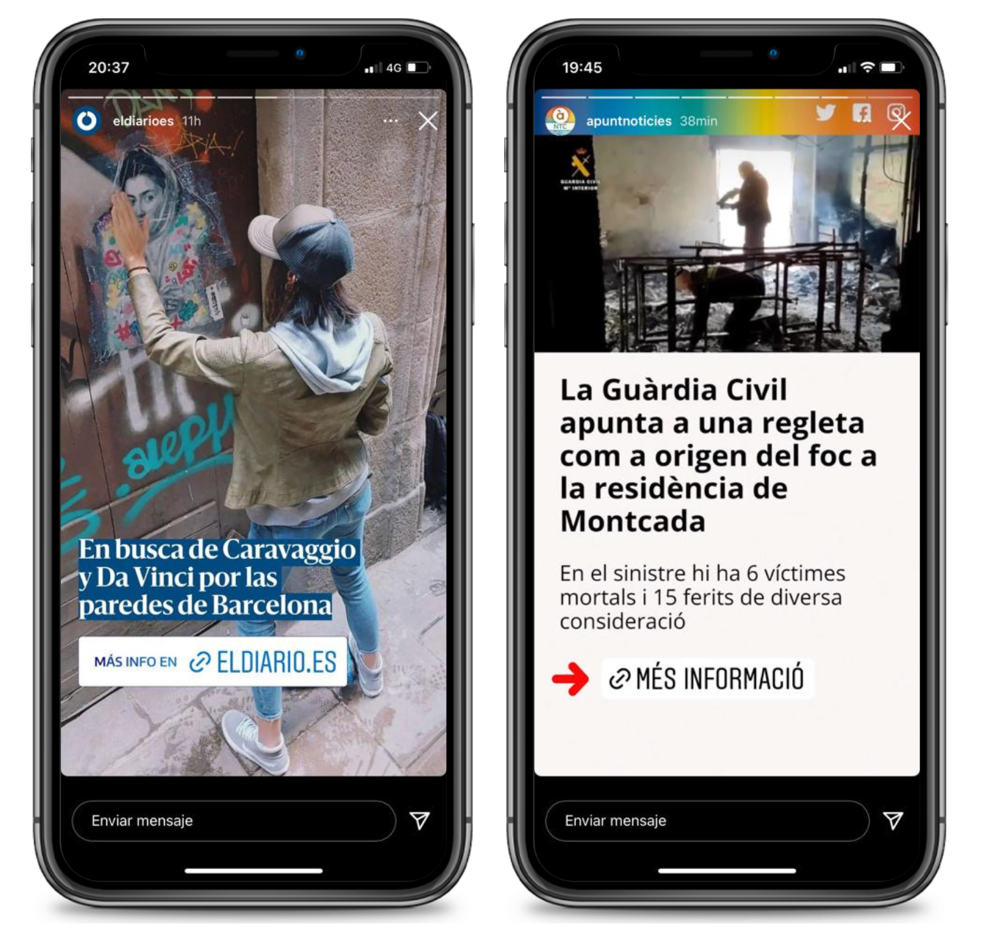 20:37
4G
eldiarioes 11h
En busca de Caravaggio
y Da Vinci por las
paredes de Barcelona
MÁS INFO EN ELDIARIO.ES
Enviar mensaje
19:45
à
NTC
apuntnoticies 38min
GUARDIA CIVIL
Mº INTERIOR
La Guàrdia Civil
apunta a una regleta
com a origen del foc a
la residència de
Montcada
En el sinistre hi ha 6 víctimes
mortals i 15 ferits de diversa
consideració
MÉS INFORMACIÓ
Enviar mensaje